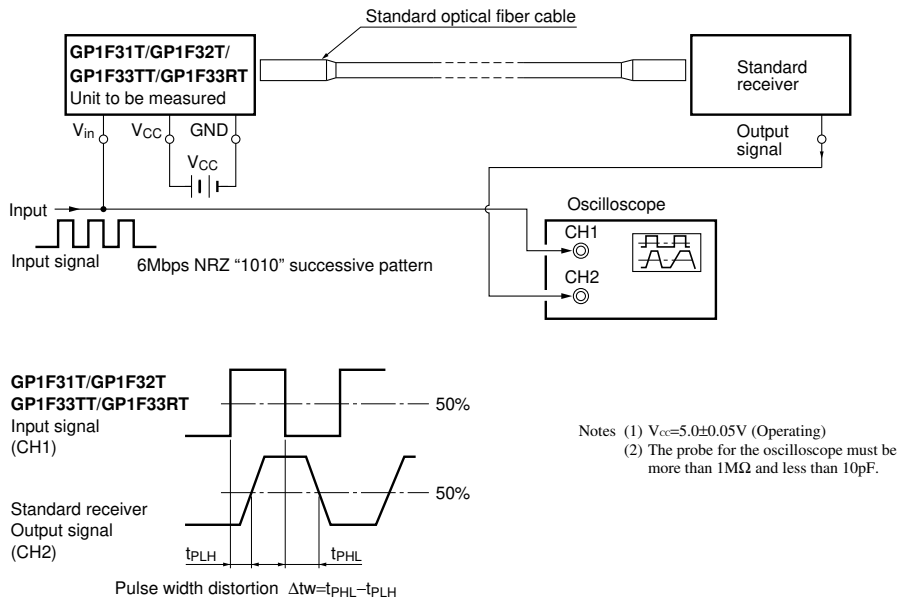 Standard optical fiber cable
GP1F31T/GP1F32T/
GP1F33TT/GP1F33RT
Unit to be measured
Standard
receiver
Vin
VCC
GND
Output
signal
VCC
Input
Oscilloscope
CH1
CH2
Input signal
6Mbps NRZ “1010” successive pattern
GP1F31T/GP1F32T
GP1F33TT/GP1F33RT
Input signal
(CH1)
50%
Notes (1) Vcc=5.0±0.05V (Operating)
(2) The probe for the oscilloscope must be
more than 1MΩ and less than 10pF.
50%
Standard receiver
Output signal
(CH2)
tPLH
tPHL
Pulse width distortion Δtw=tPHL−tPLH